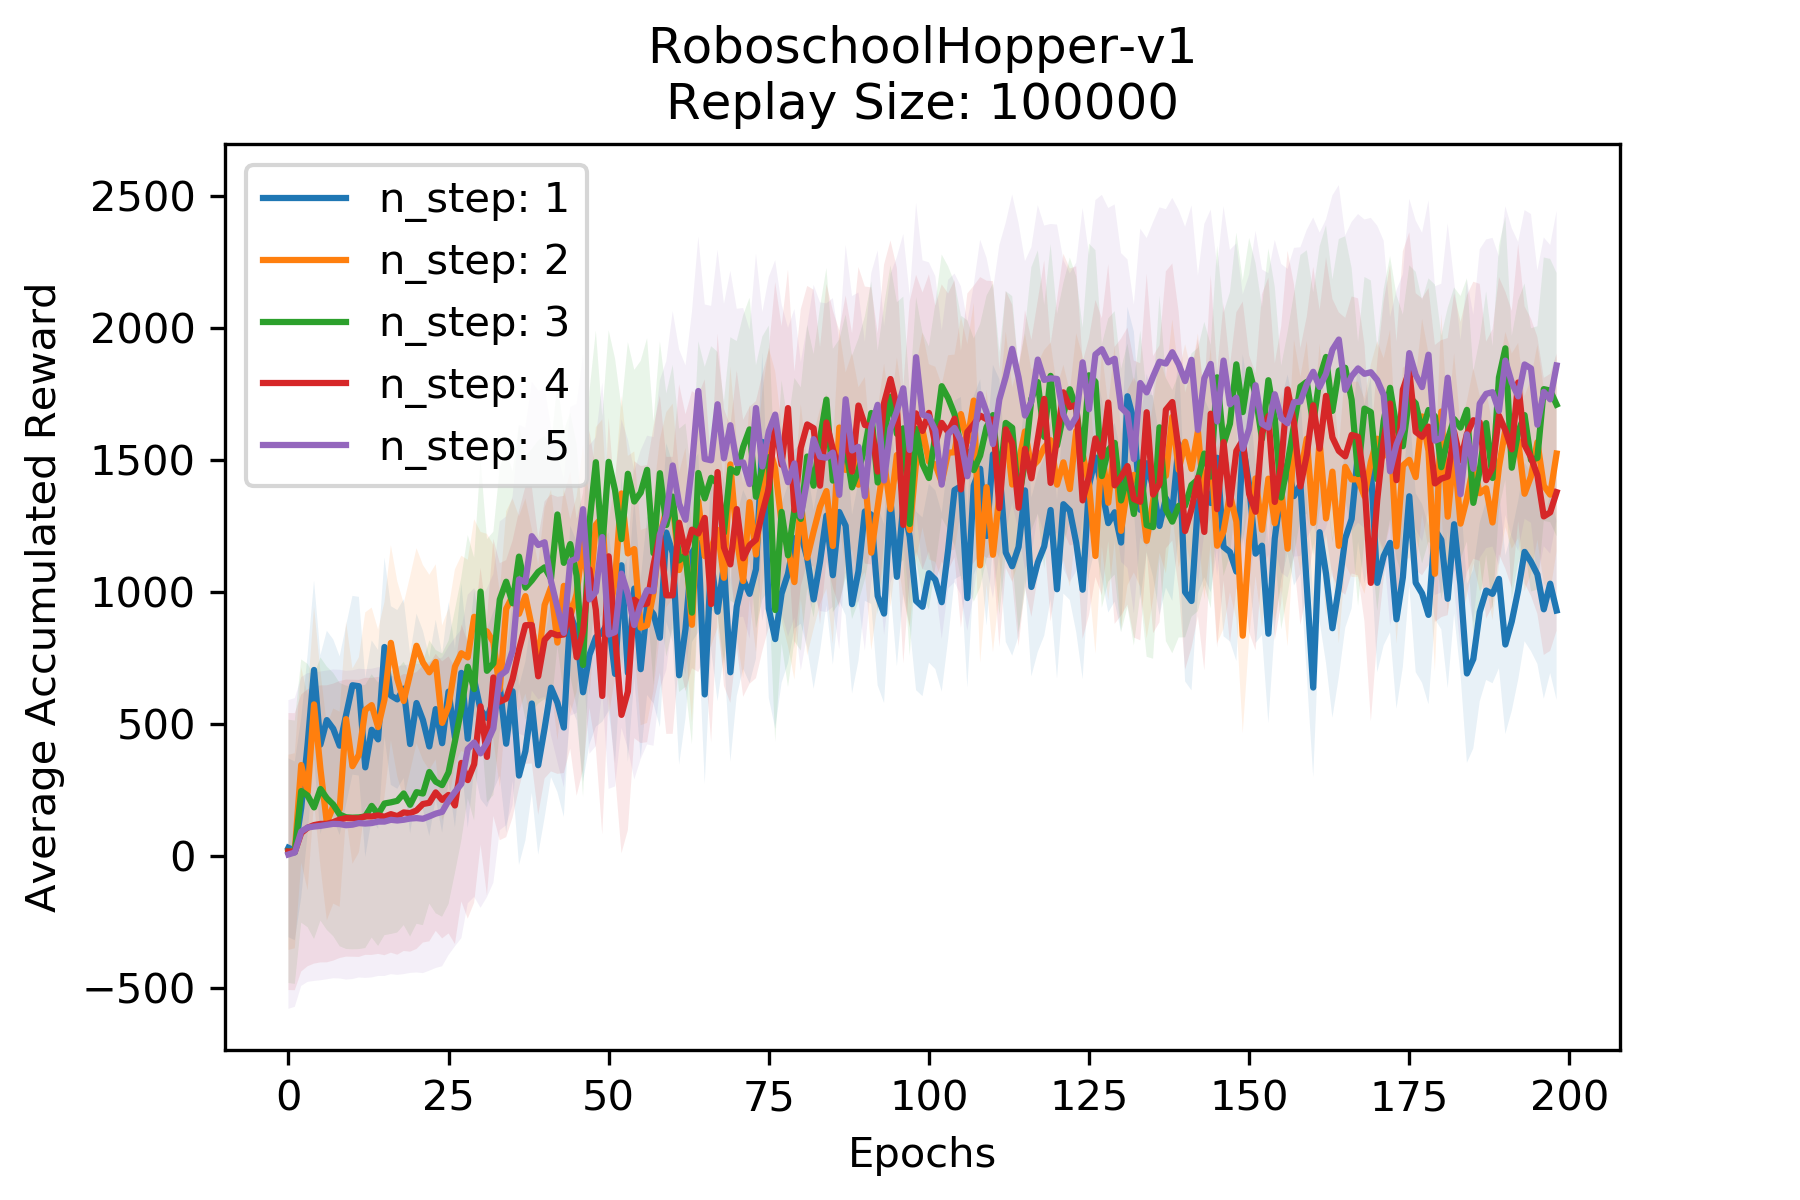 RoboschoolHopper-v1
Replay Size: 100000
Average Accumulated Reward
2500
2000
1500
1000
500
0
−500
n_step: 1
n_step: 2
n_step: 3
n_step: 4
n_step: 5
0 25 50 75 100 125 150 175 200
Epochs